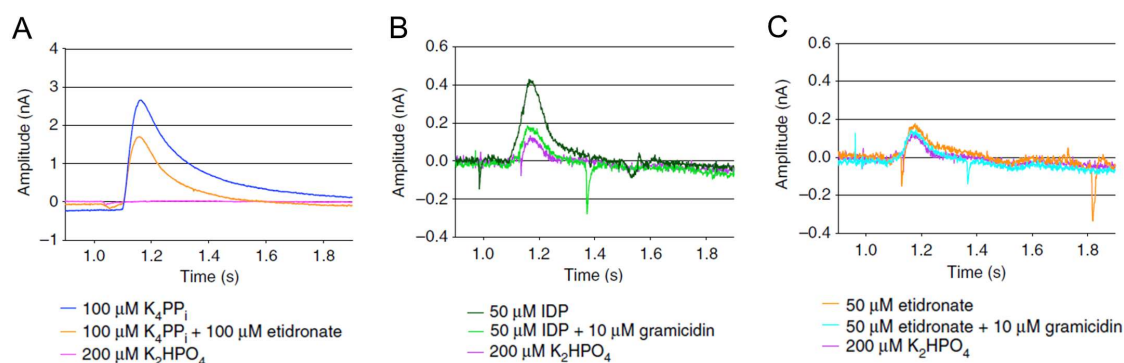 A
Amplitude (nA)
4
3
2
1
0
–1
1.0 1.2 1.4 1.6 1.8
Time (s)
100 µM K₄PPᵢ
100 µM K₄PPᵢ + 100 µM etidronate
200 µM K₂HPO₄
B
Amplitude (nA)
0.6
0.4
0.2
0.0
–0.2
–0.4
1.0 1.2 1.4 1.6 1.8
Time (s)
50 µM IDP
50 µM IDP + 10 µM gramicidin
200 µM K₂HPO₄
C
Amplitude (nA)
0.6
0.4
0.2
0.0
–0.2
–0.4
1.0 1.2 1.4 1.6 1.8
Time (s)
50 µM etidronate
50 µM etidronate + 10 µM gramicidin
200 µM K₂HPO₄